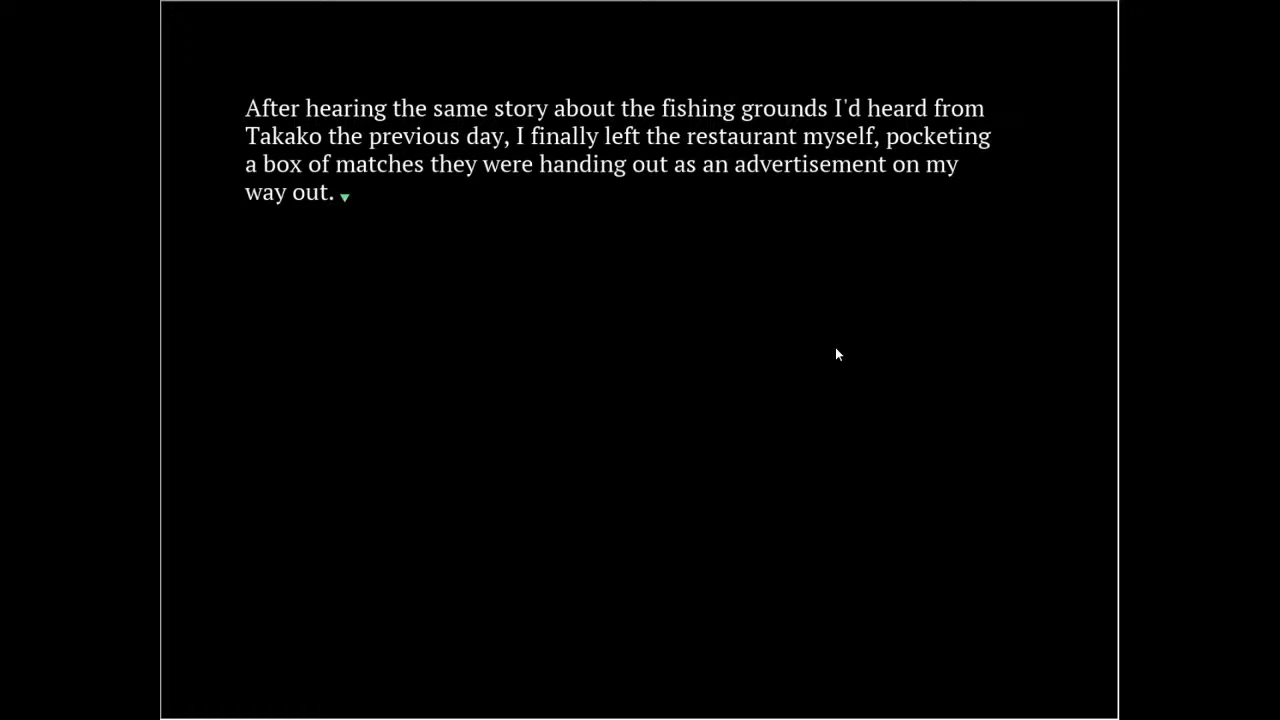 After hearing the same story about the fishing grounds I'd heard from
Takako the previous day, I finally left the restaurant myself, pocketing
a box of matches they were handing out as an advertisement on my
way out.